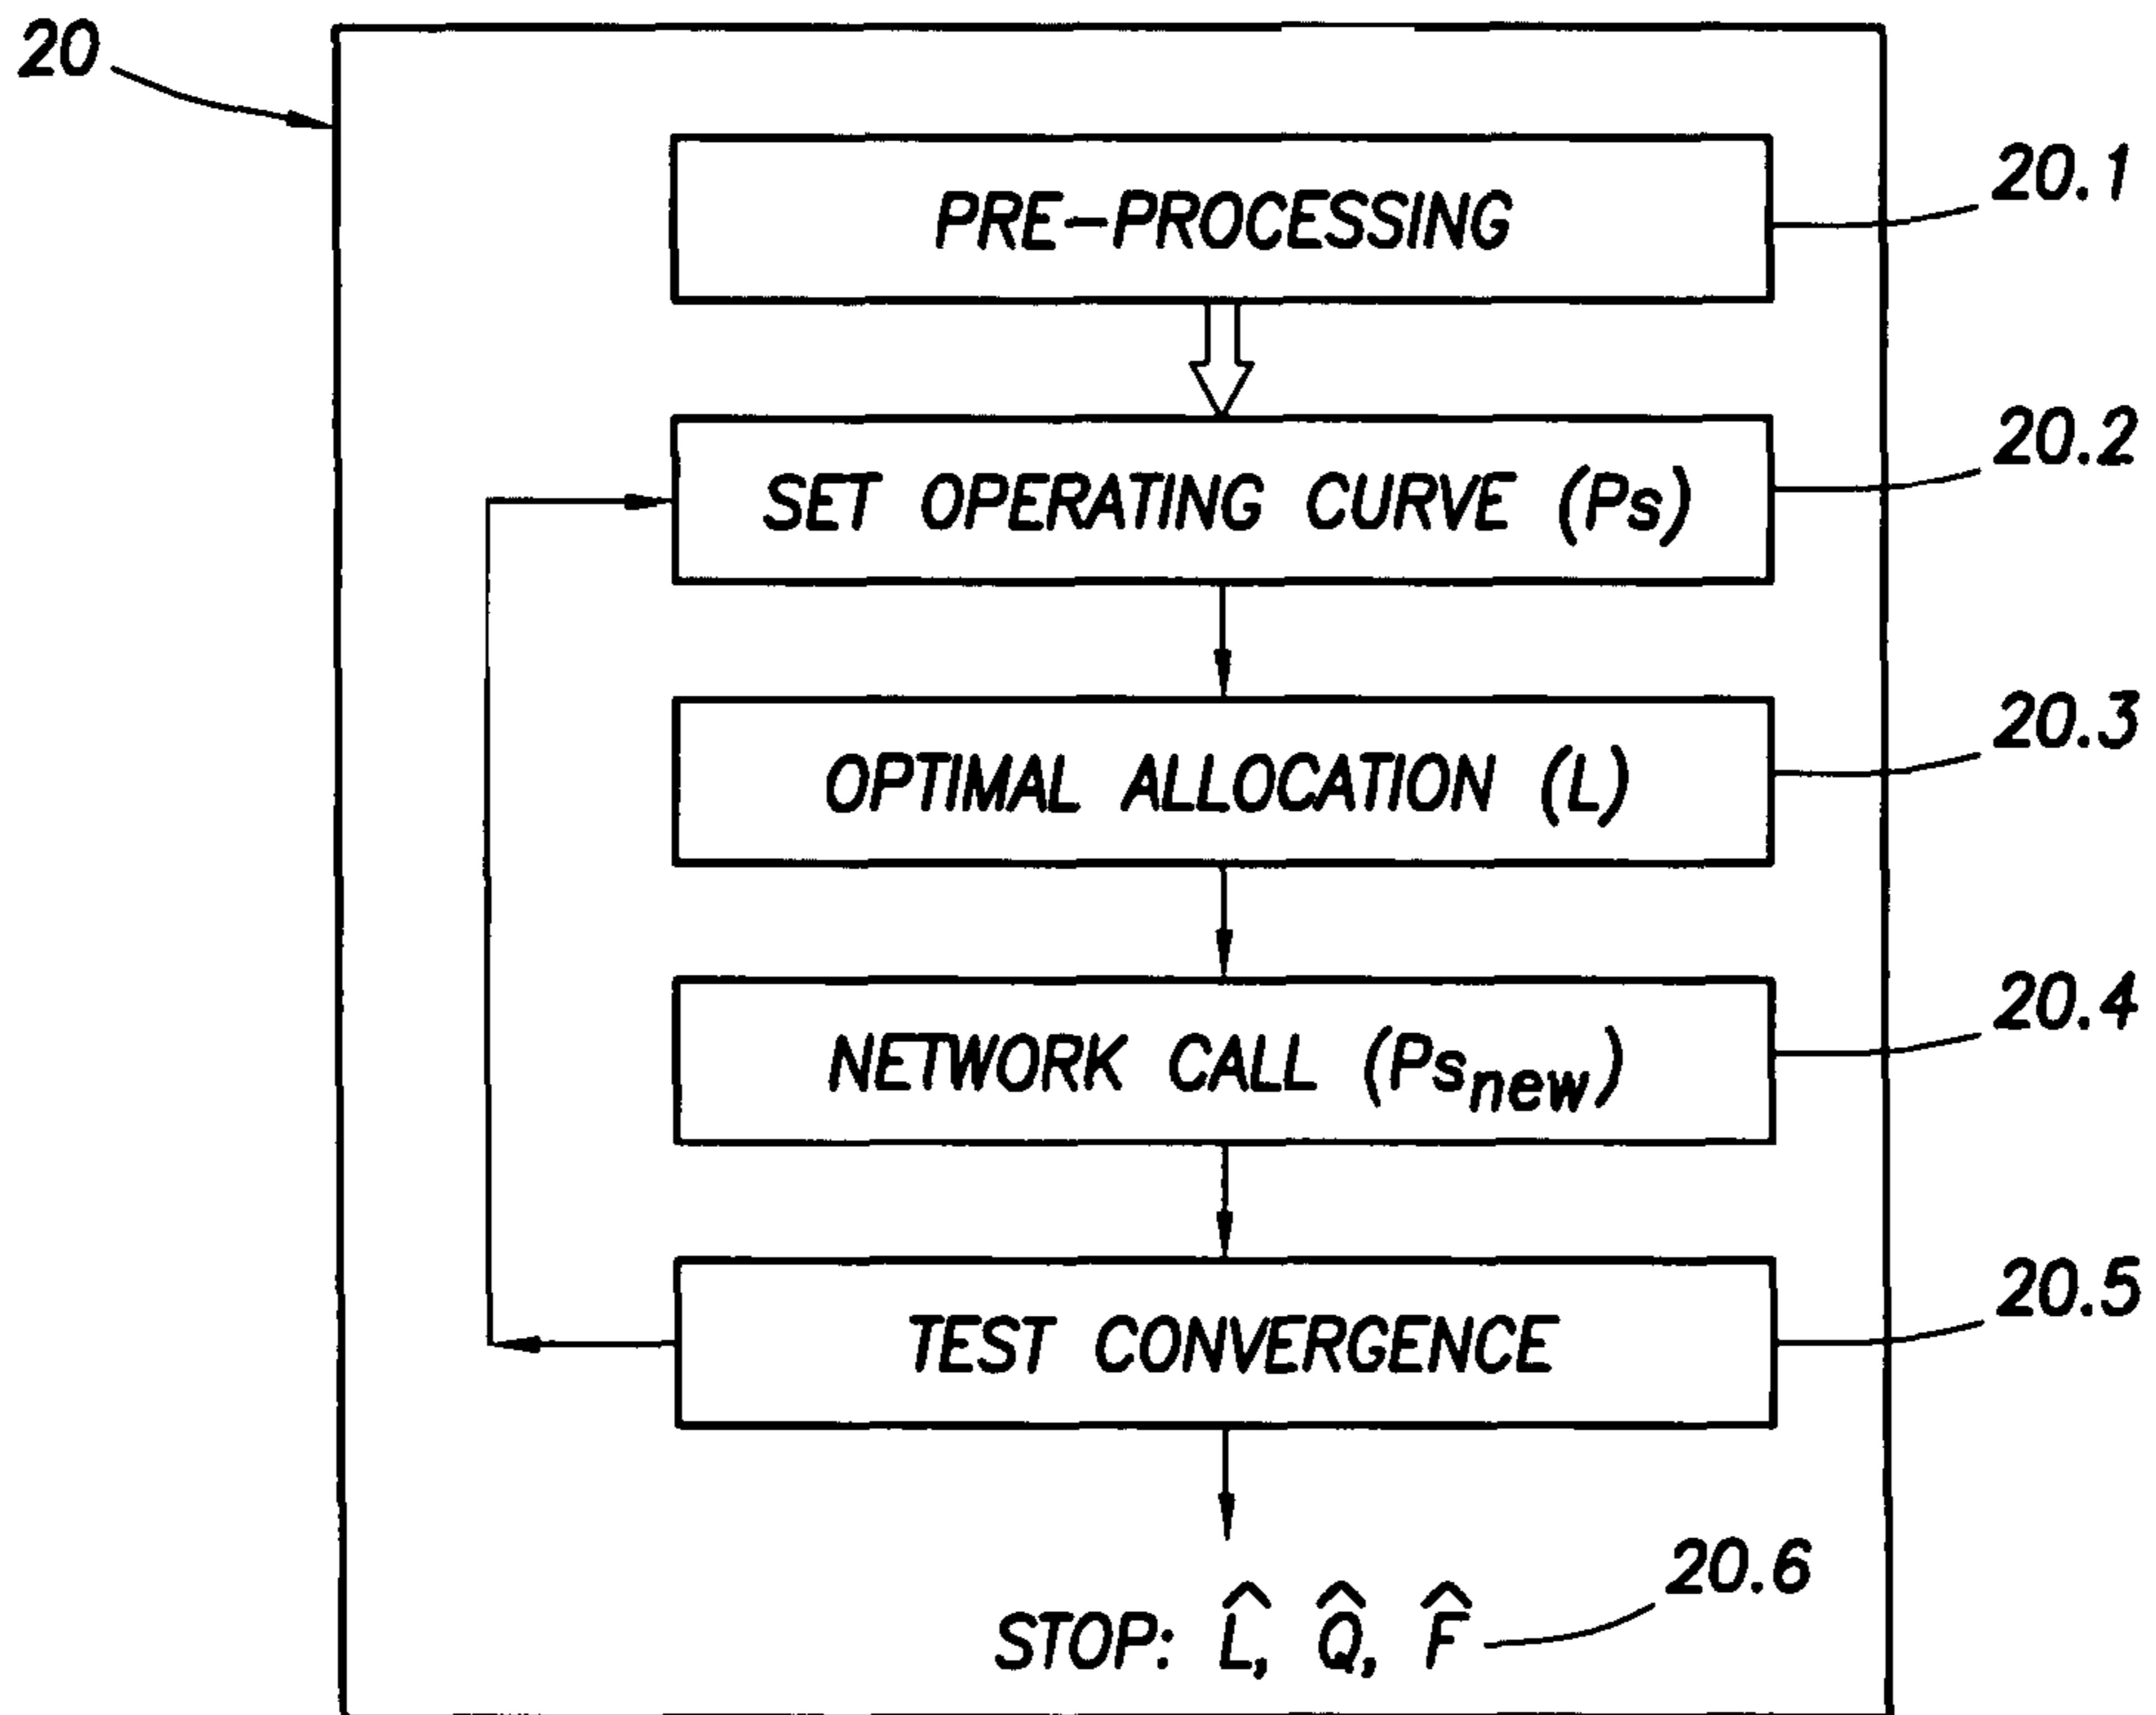 20
PRE-PROCESSING
20.1
SET OPERATING CURVE (Ps)
20.2
OPTIMAL ALLOCATION (L)
20.3
NETWORK CALL (Psnew)
20.4
TEST CONVERGENCE
20.5
STOP: L̂, Q̂, F̂
20.6